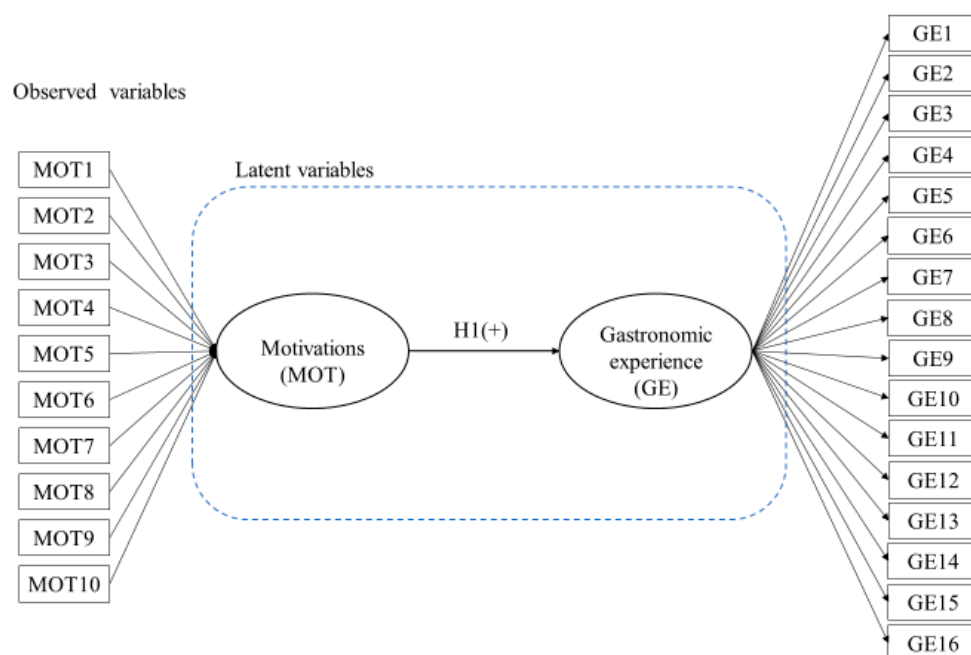 Observed variables
MOT1
MOT2
MOT3
MOT4
MOT5
MOT6
MOT7
MOT8
MOT9
MOT10
Latent variables
Motivations
(MOT)
H1(+)
Gastronomic
experience
(GE)
GE1
GE2
GE3
GE4
GE5
GE6
GE7
GE8
GE9
GE10
GE11
GE12
GE13
GE14
GE15
GE16